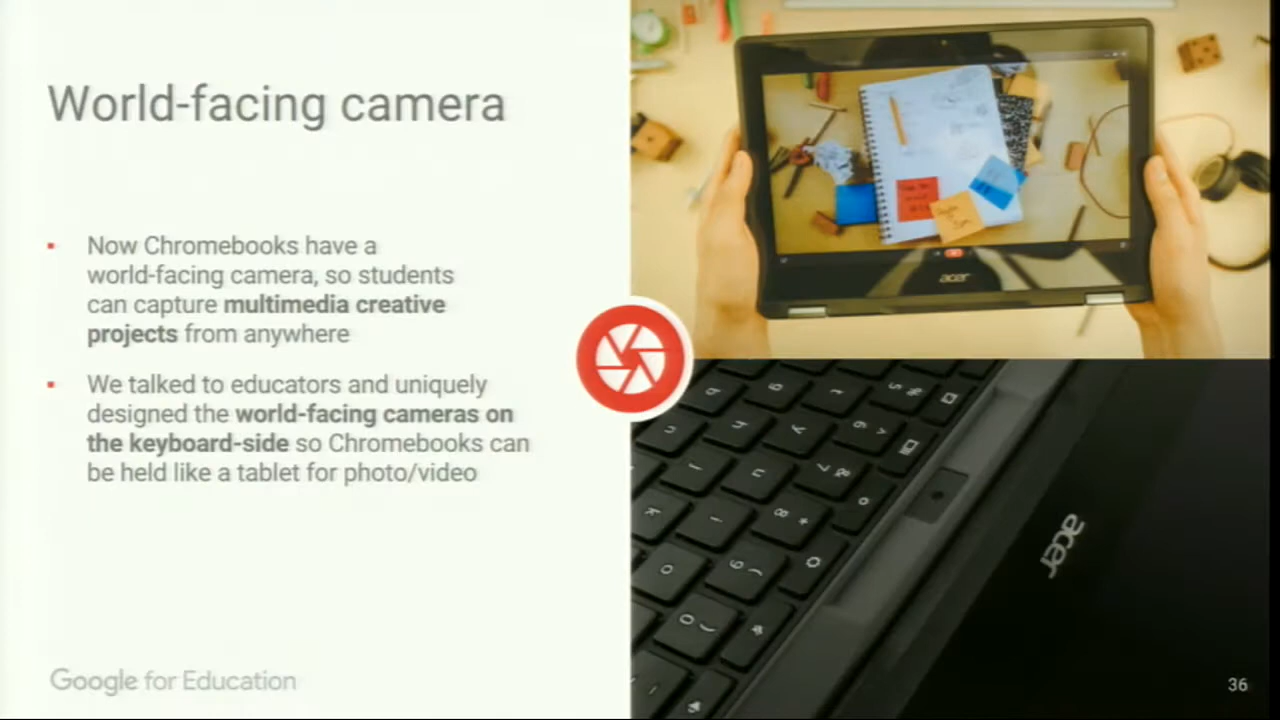 World-facing camera
Now Chromebooks have a
world-facing camera, so students
can capture multimedia creative
projects from anywhere
We talked to educators and uniquely
designed the world-facing cameras on
the keyboard-side so Chromebooks can
be held like a tablet for photo/video
Google for Education
acer
acer
36